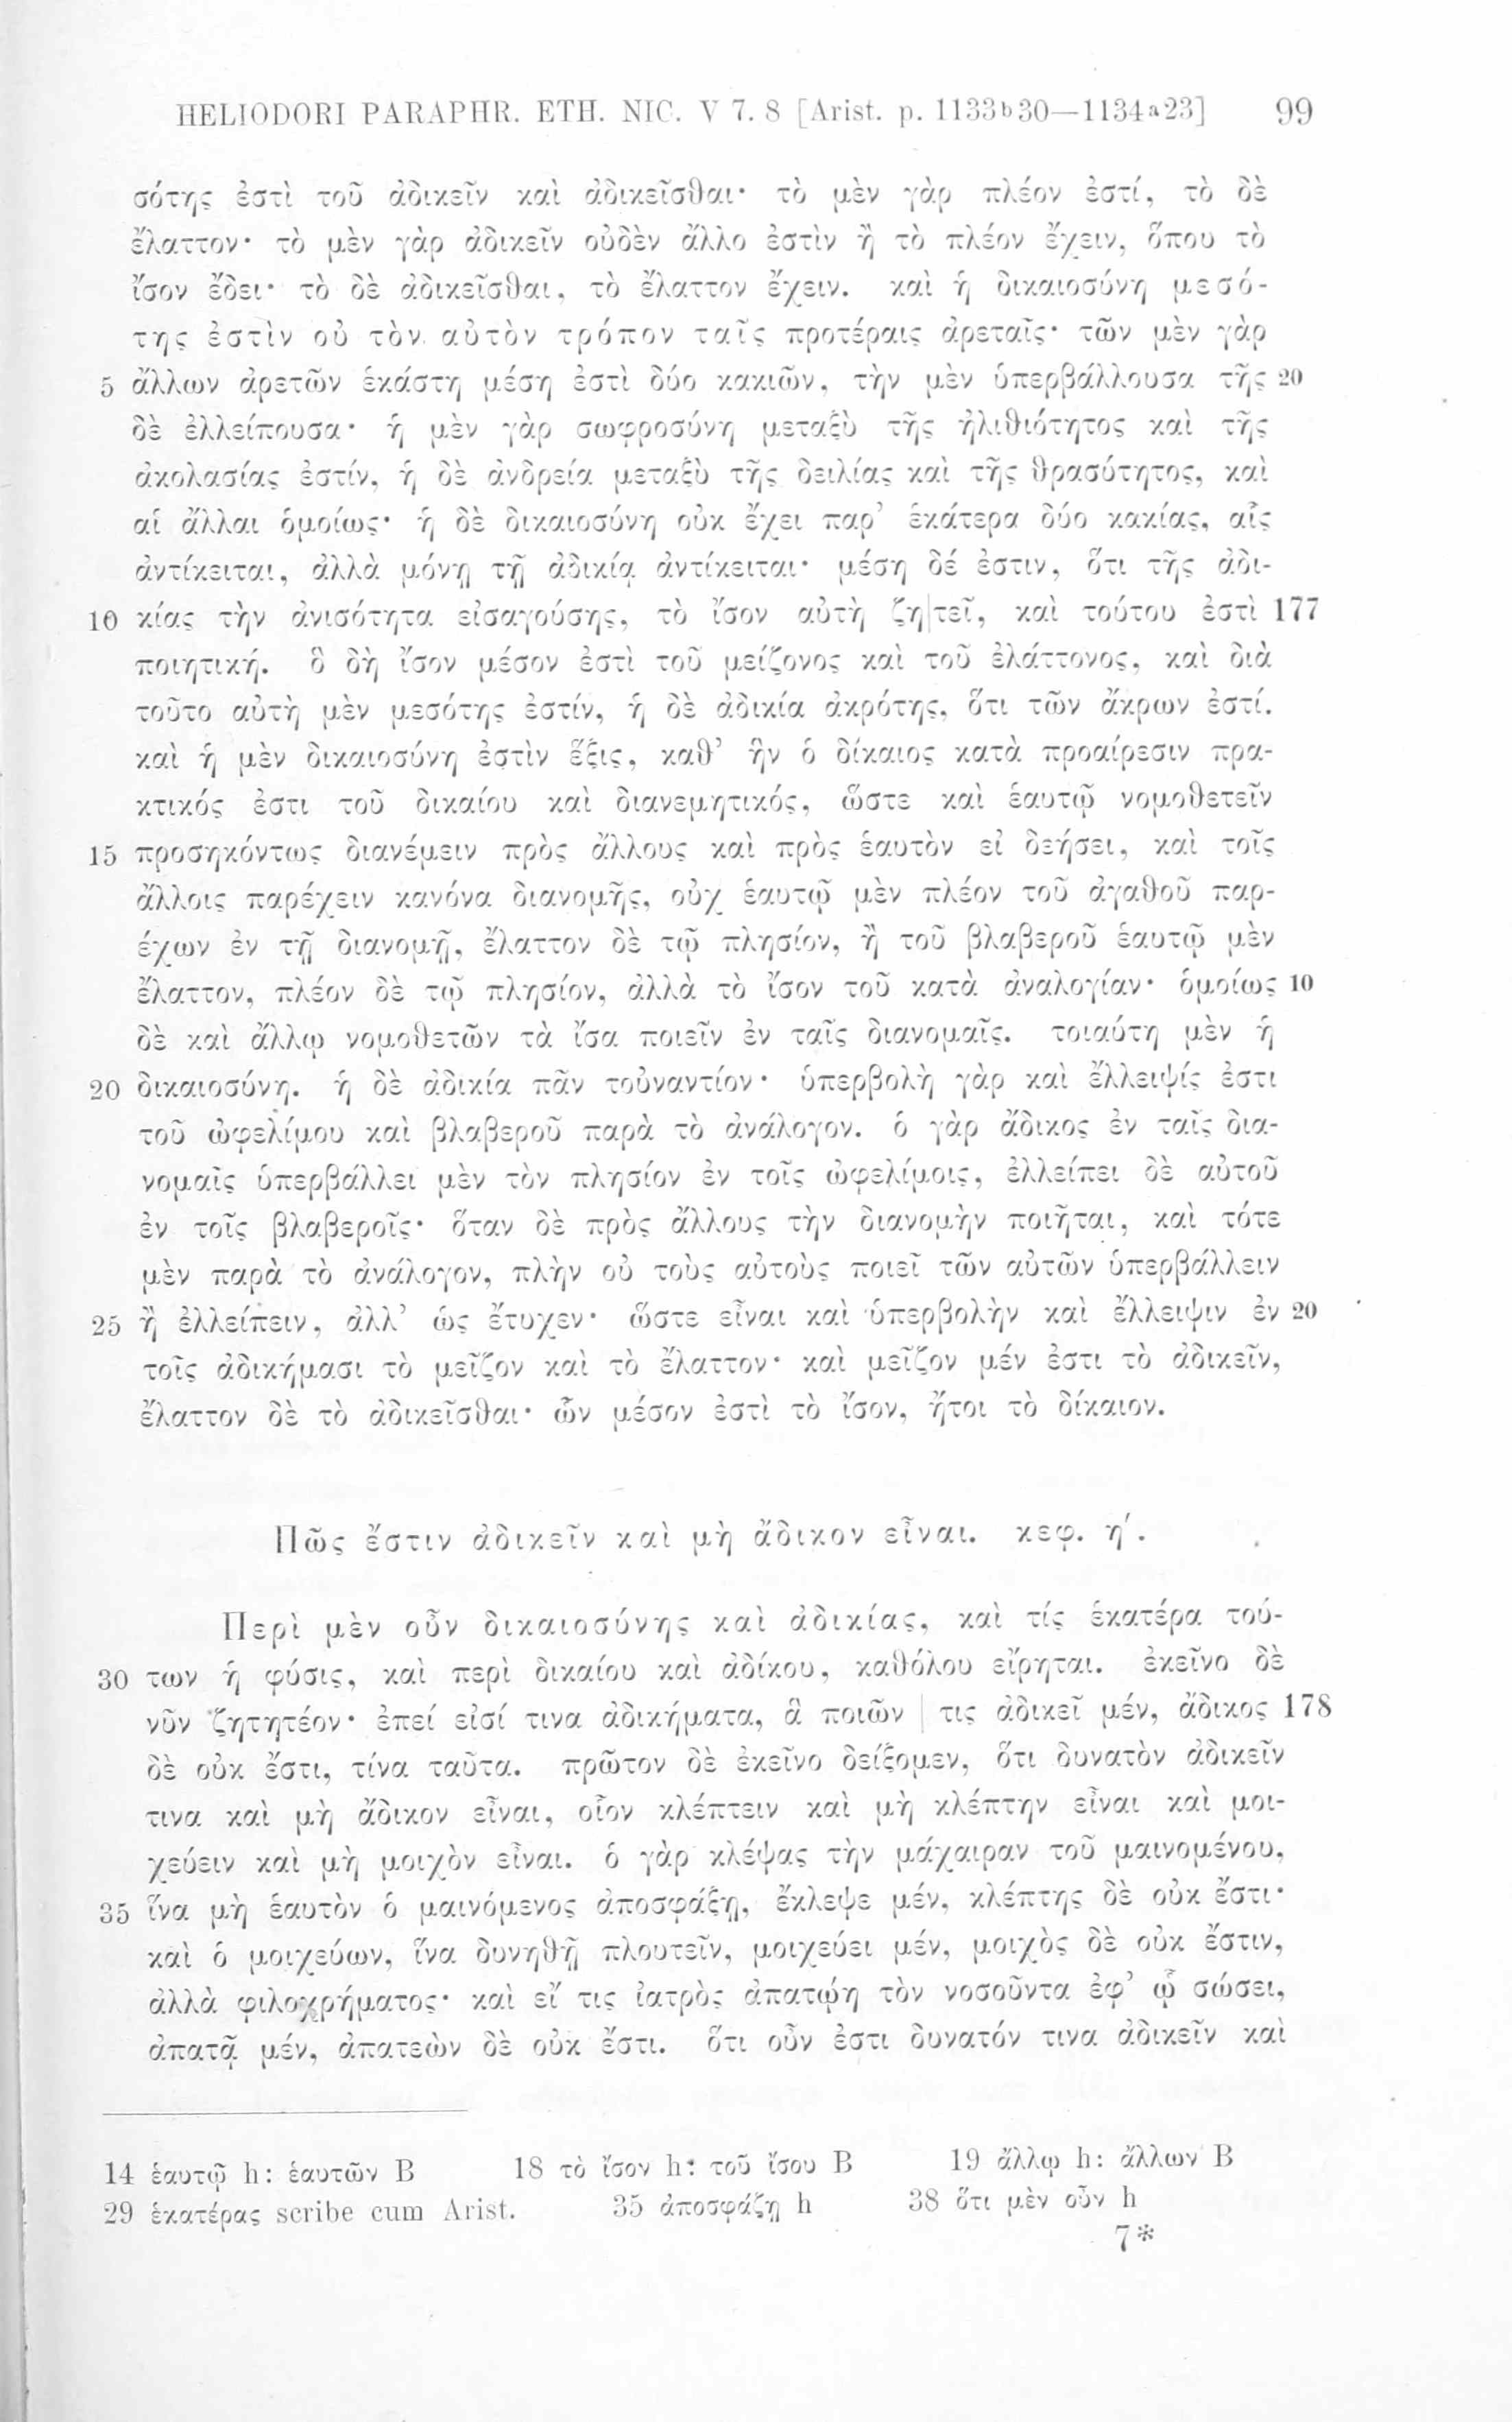 HELIODORI PARAPHR. ETH. NIC. V 7. 8 [Arist. p. 1133b30—1134a23] 99
σότης ἐστὶ τοῦ ἀδικεῖν καὶ ἀδικεῖσθαι· τὸ μὲν γὰρ πλέον ἐστί, τὸ δὲ
ἔλαττον· τὸ μὲν γὰρ ἀδικεῖν οὐδὲν ἄλλο ἐστὶν ἢ τὸ πλέον ἔχειν, ὅπου τὸ
ἴσον ἔδει· τὸ δὲ ἀδικεῖσθαι, τὸ ἔλαττον ἔχειν. καὶ ἡ δικαιοσύνη μεσό-
της ἐστὶν οὐ τὸν αὐτὸν τρόπον ταῖς προτέραις ἀρεταῖς· τῶν μὲν γὰρ
5 ἄλλων ἀρετῶν ἑκάστη μέση ἐστὶ δύο κακιῶν, τὴν μὲν ὑπερβάλλουσα τῆς 20
δὲ ἐλλείπουσα· ἡ μὲν γὰρ σωφροσύνη μεταξὺ τῆς ἠλιθιότητος καὶ τῆς
ἀκολασίας ἐστίν, ἡ δὲ ἀνδρεία μεταξὺ τῆς δειλίας καὶ τῆς θρασύτητος, καὶ
αἱ ἄλλαι ὁμοίως· ἡ δὲ δικαιοσύνη οὐκ ἔχει παρ’ ἑκάτερα δύο κακίας, αἷς
ἀντίκειται, ἀλλὰ μόνῃ τῇ ἀδικίᾳ ἀντίκειται· μέση δέ ἐστιν, ὅτι τῆς ἀδι-
10 κίας τὴν ἀνισότητα εἰσαγούσης, τὸ ἴσον αὐτὴ ζη|τεῖ, καὶ τούτου ἐστὶ 177
ποιητική. ὃ δὴ ἴσον μέσον ἐστὶ τοῦ μείζονος καὶ τοῦ ἐλάττονος, καὶ διὰ
τοῦτο αὐτὴ μὲν μεσότης ἐστίν, ἡ δὲ ἀδικία ἀκρότης, ὅτι τῶν ἄκρων ἐστί.
καὶ ἡ μὲν δικαιοσύνη ἐστὶν ἕξις, καθ’ ἣν ὁ δίκαιος κατὰ προαίρεσιν πρα-
κτικός ἐστι τοῦ δικαίου καὶ διανεμητικός, ὥστε καὶ ἑαυτῷ νομοθετεῖν
15 προσηκόντως διανέμειν πρὸς ἄλλους καὶ πρὸς ἑαυτὸν εἰ δεήσει, καὶ τοῖς
ἄλλοις παρέχειν κανόνα διανομῆς, οὐχ ἑαυτῷ μὲν πλέον τοῦ ἀγαθοῦ παρ-
έχων ἐν τῇ διανομῇ, ἔλαττον δὲ τῷ πλησίον, ἢ τοῦ βλαβεροῦ ἑαυτῷ μὲν
ἔλαττον, πλέον δὲ τῷ πλησίον, ἀλλὰ τὸ ἴσον τοῦ κατὰ ἀναλογίαν· ὁμοίως 10
δὲ καὶ ἄλλῳ νομοθετῶν τὰ ἴσα ποιεῖν ἐν ταῖς διανομαῖς. τοιαύτη μὲν ἡ
20 δικαιοσύνη. ἡ δὲ ἀδικία πᾶν τοὐναντίον· ὑπερβολὴ γὰρ καὶ ἔλλειψίς ἐστι
τοῦ ὠφελίμου καὶ βλαβεροῦ παρὰ τὸ ἀνάλογον. ὁ γὰρ ἄδικος ἐν ταῖς δια-
νομαῖς ὑπερβάλλει μὲν τὸν πλησίον ἐν τοῖς ὠφελίμοις, ἐλλείπει δὲ αὐτοῦ
ἐν τοῖς βλαβεροῖς· ὅταν δὲ πρὸς ἄλλους τὴν διανομὴν ποιῆται, καὶ τότε
μὲν παρὰ τὸ ἀνάλογον, πλὴν οὐ τοὺς αὐτοὺς ποιεῖ τῶν αὐτῶν ὑπερβάλλειν
25 ἢ ἐλλείπειν, ἀλλ’ ὡς ἔτυχεν· ὥστε εἶναι καὶ ὑπερβολὴν καὶ ἔλλειψιν ἐν 20
τοῖς ἀδικήμασι τὸ μεῖζον καὶ τὸ ἔλαττον· καὶ μεῖζον μέν ἐστι τὸ ἀδικεῖν,
ἔλαττον δὲ τὸ ἀδικεῖσθαι· ὧν μέσον ἐστὶ τὸ ἴσον, ἤτοι τὸ δίκαιον.
Πῶς ἔστιν ἀδικεῖν καὶ μὴ ἄδικον εἶναι. κεφ. η′.
Περὶ μὲν οὖν δικαιοσύνης καὶ ἀδικίας, καὶ τίς ἑκατέρα τού-
30 των ἡ φύσις, καὶ περὶ δικαίου καὶ ἀδίκου, καθόλου εἴρηται. ἐκεῖνο δὲ
νῦν ζητητέον· ἐπεί εἰσί τινα ἀδικήματα, ἃ ποιῶν | τις ἀδικεῖ μέν, ἄδικος 178
δὲ οὐκ ἔστι, τίνα ταῦτα. πρῶτον δὲ ἐκεῖνο δείξομεν, ὅτι δυνατὸν ἀδικεῖν
τινα καὶ μὴ ἄδικον εἶναι, οἷον κλέπτειν καὶ μὴ κλέπτην εἶναι καὶ μοι-
χεύειν καὶ μὴ μοιχὸν εἶναι. ὁ γὰρ κλέψας τὴν μάχαιραν τοῦ μαινομένου,
35 ἵνα μὴ ἑαυτὸν ὁ μαινόμενος ἀποσφάξῃ, ἔκλεψε μέν, κλέπτης δὲ οὐκ ἔστι·
καὶ ὁ μοιχεύων, ἵνα δυνηθῇ πλουτεῖν, μοιχεύει μέν, μοιχὸς δὲ οὐκ ἔστιν,
ἀλλὰ φιλοχρήματος· καὶ εἴ τις ἰατρὸς ἀπατῴη τὸν νοσοῦντα ἐφ’ ᾧ σώσει,
ἀπατᾷ μέν, ἀπατεὼν δὲ οὐκ ἔστι. ὅτι οὖν ἐστι δυνατόν τινα ἀδικεῖν καὶ
14 ἑαυτῷ h: ἑαυτῶν B 18 τὸ ἴσον h: τοῦ ἴσου B 19 ἄλλῳ h: ἄλλων B
29 ἑκατέρας scribe cum Arist. 35 ἀποσφάζῃ h 38 ὅτι μὲν οὖν h
7*